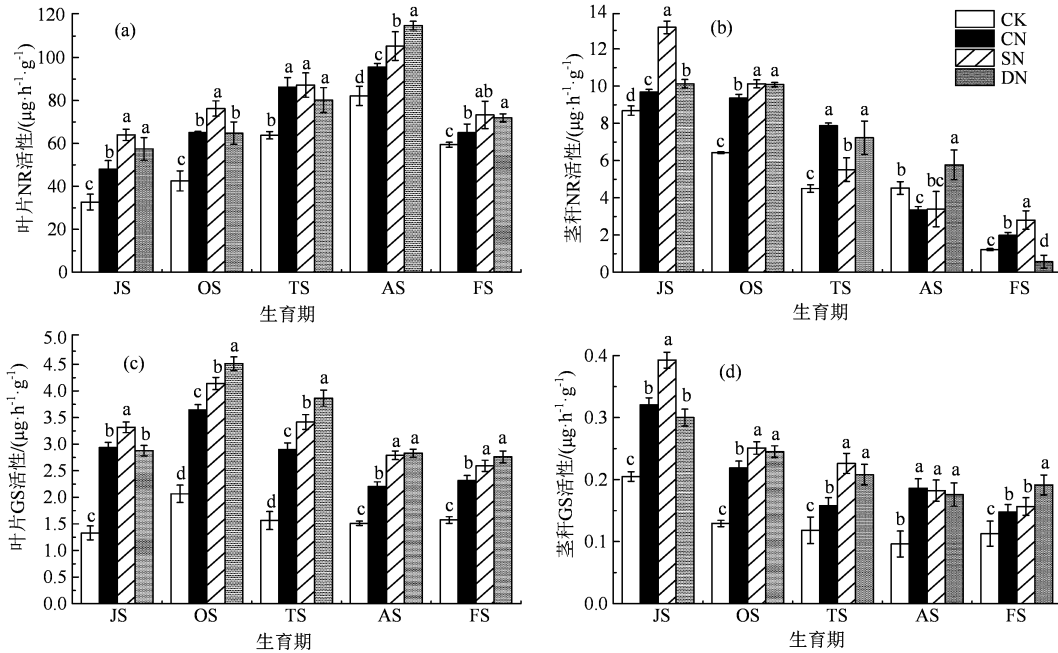 (a)
叶片NR活性/(μg·h⁻¹·g⁻¹)
120
100
80
60
40
20
0
c b a a
c b a b
b a a a
d c b a
c b ab a
JS OS TS AS FS
生育期
(b)
茎秆NR活性/(μg·h⁻¹·g⁻¹)
14
12
10
8
6
4
2
0
d c a b
c b a a
c a b a
b c bc a
c b a d
JS OS TS AS FS
生育期
CK
CN
SN
DN
(c)
叶片GS活性/(μg·h⁻¹·g⁻¹)
5.0
4.5
4.0
3.5
3.0
2.5
2.0
1.5
1.0
0.5
0.0
c b a b
d c b a
d c b a
c b a a
c b a a
JS OS TS AS FS
生育期
(d)
茎秆GS活性/(μg·h⁻¹·g⁻¹)
0.4
0.3
0.2
0.1
0.0
c b a b
c b a a
c b a a
b a a a
c b b a
JS OS TS AS FS
生育期